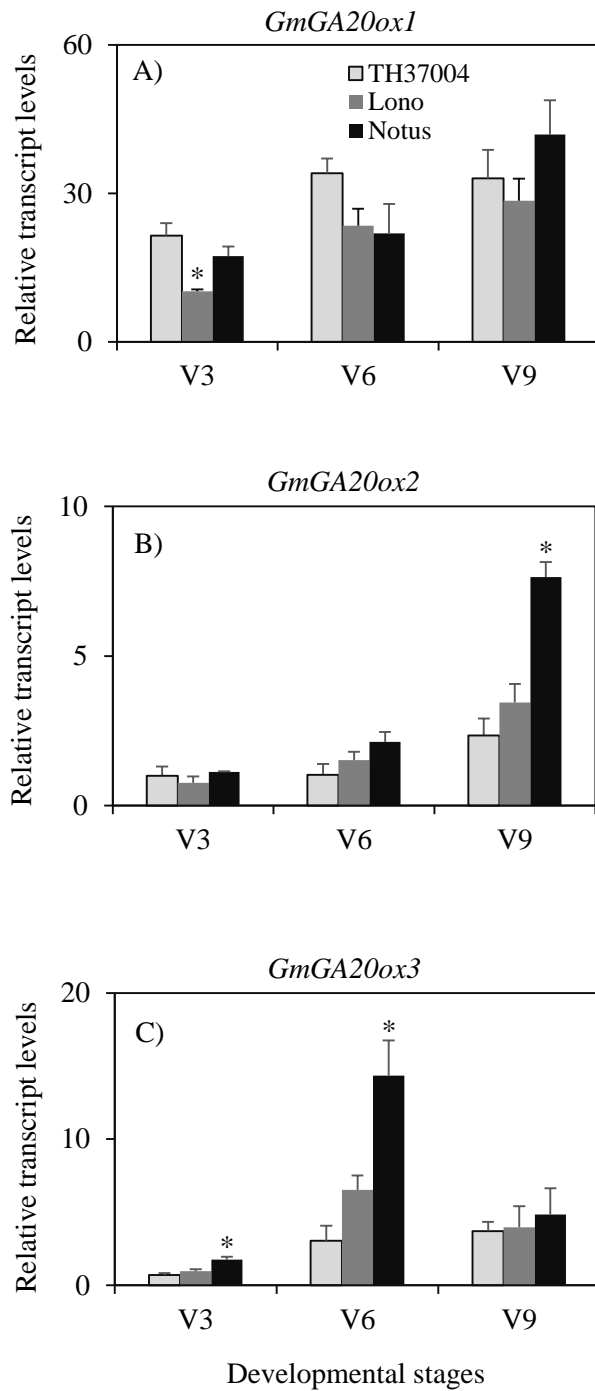 GmGA20ox1
60
A)
TH37004
Lono
Notus
30
*
0
V3 V6 V9
Relative transcript levels
GmGA20ox2
10
B)
*
5
0
V3 V6 V9
Relative transcript levels
GmGA20ox3
20
C)
*
10
*
0
V3 V6 V9
Relative transcript levels
Developmental stages